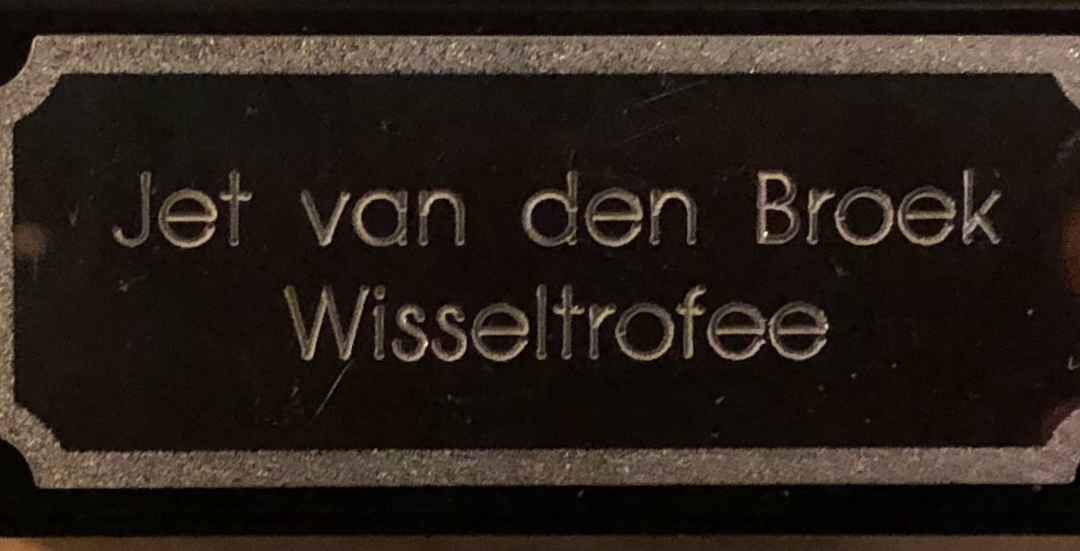 Jet van den Broek
Wisseltrofee